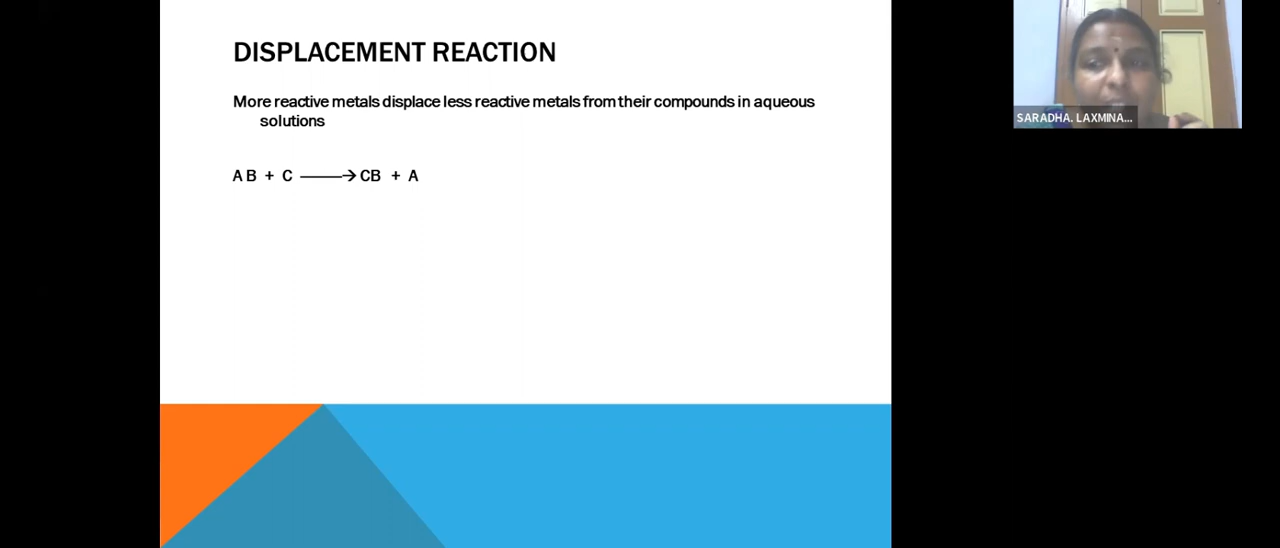 DISPLACEMENT REACTION
More reactive metals displace less reactive metals from their compounds in aqueous
solutions
A B + C ——→ CB + A
SARADHA. LAXMINA...